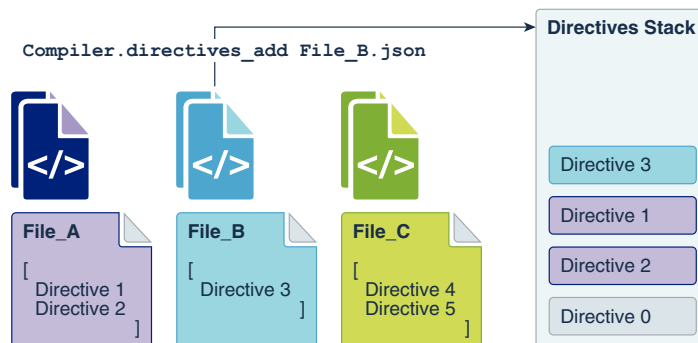 Compiler.directives_add File_B.json
Directives Stack
</>
</>
</>
File_A
[
Directive 1
Directive 2
]
File_B
[
Directive 3
]
File_C
[
Directive 4
Directive 5
]
Directive 3
Directive 1
Directive 2
Directive 0